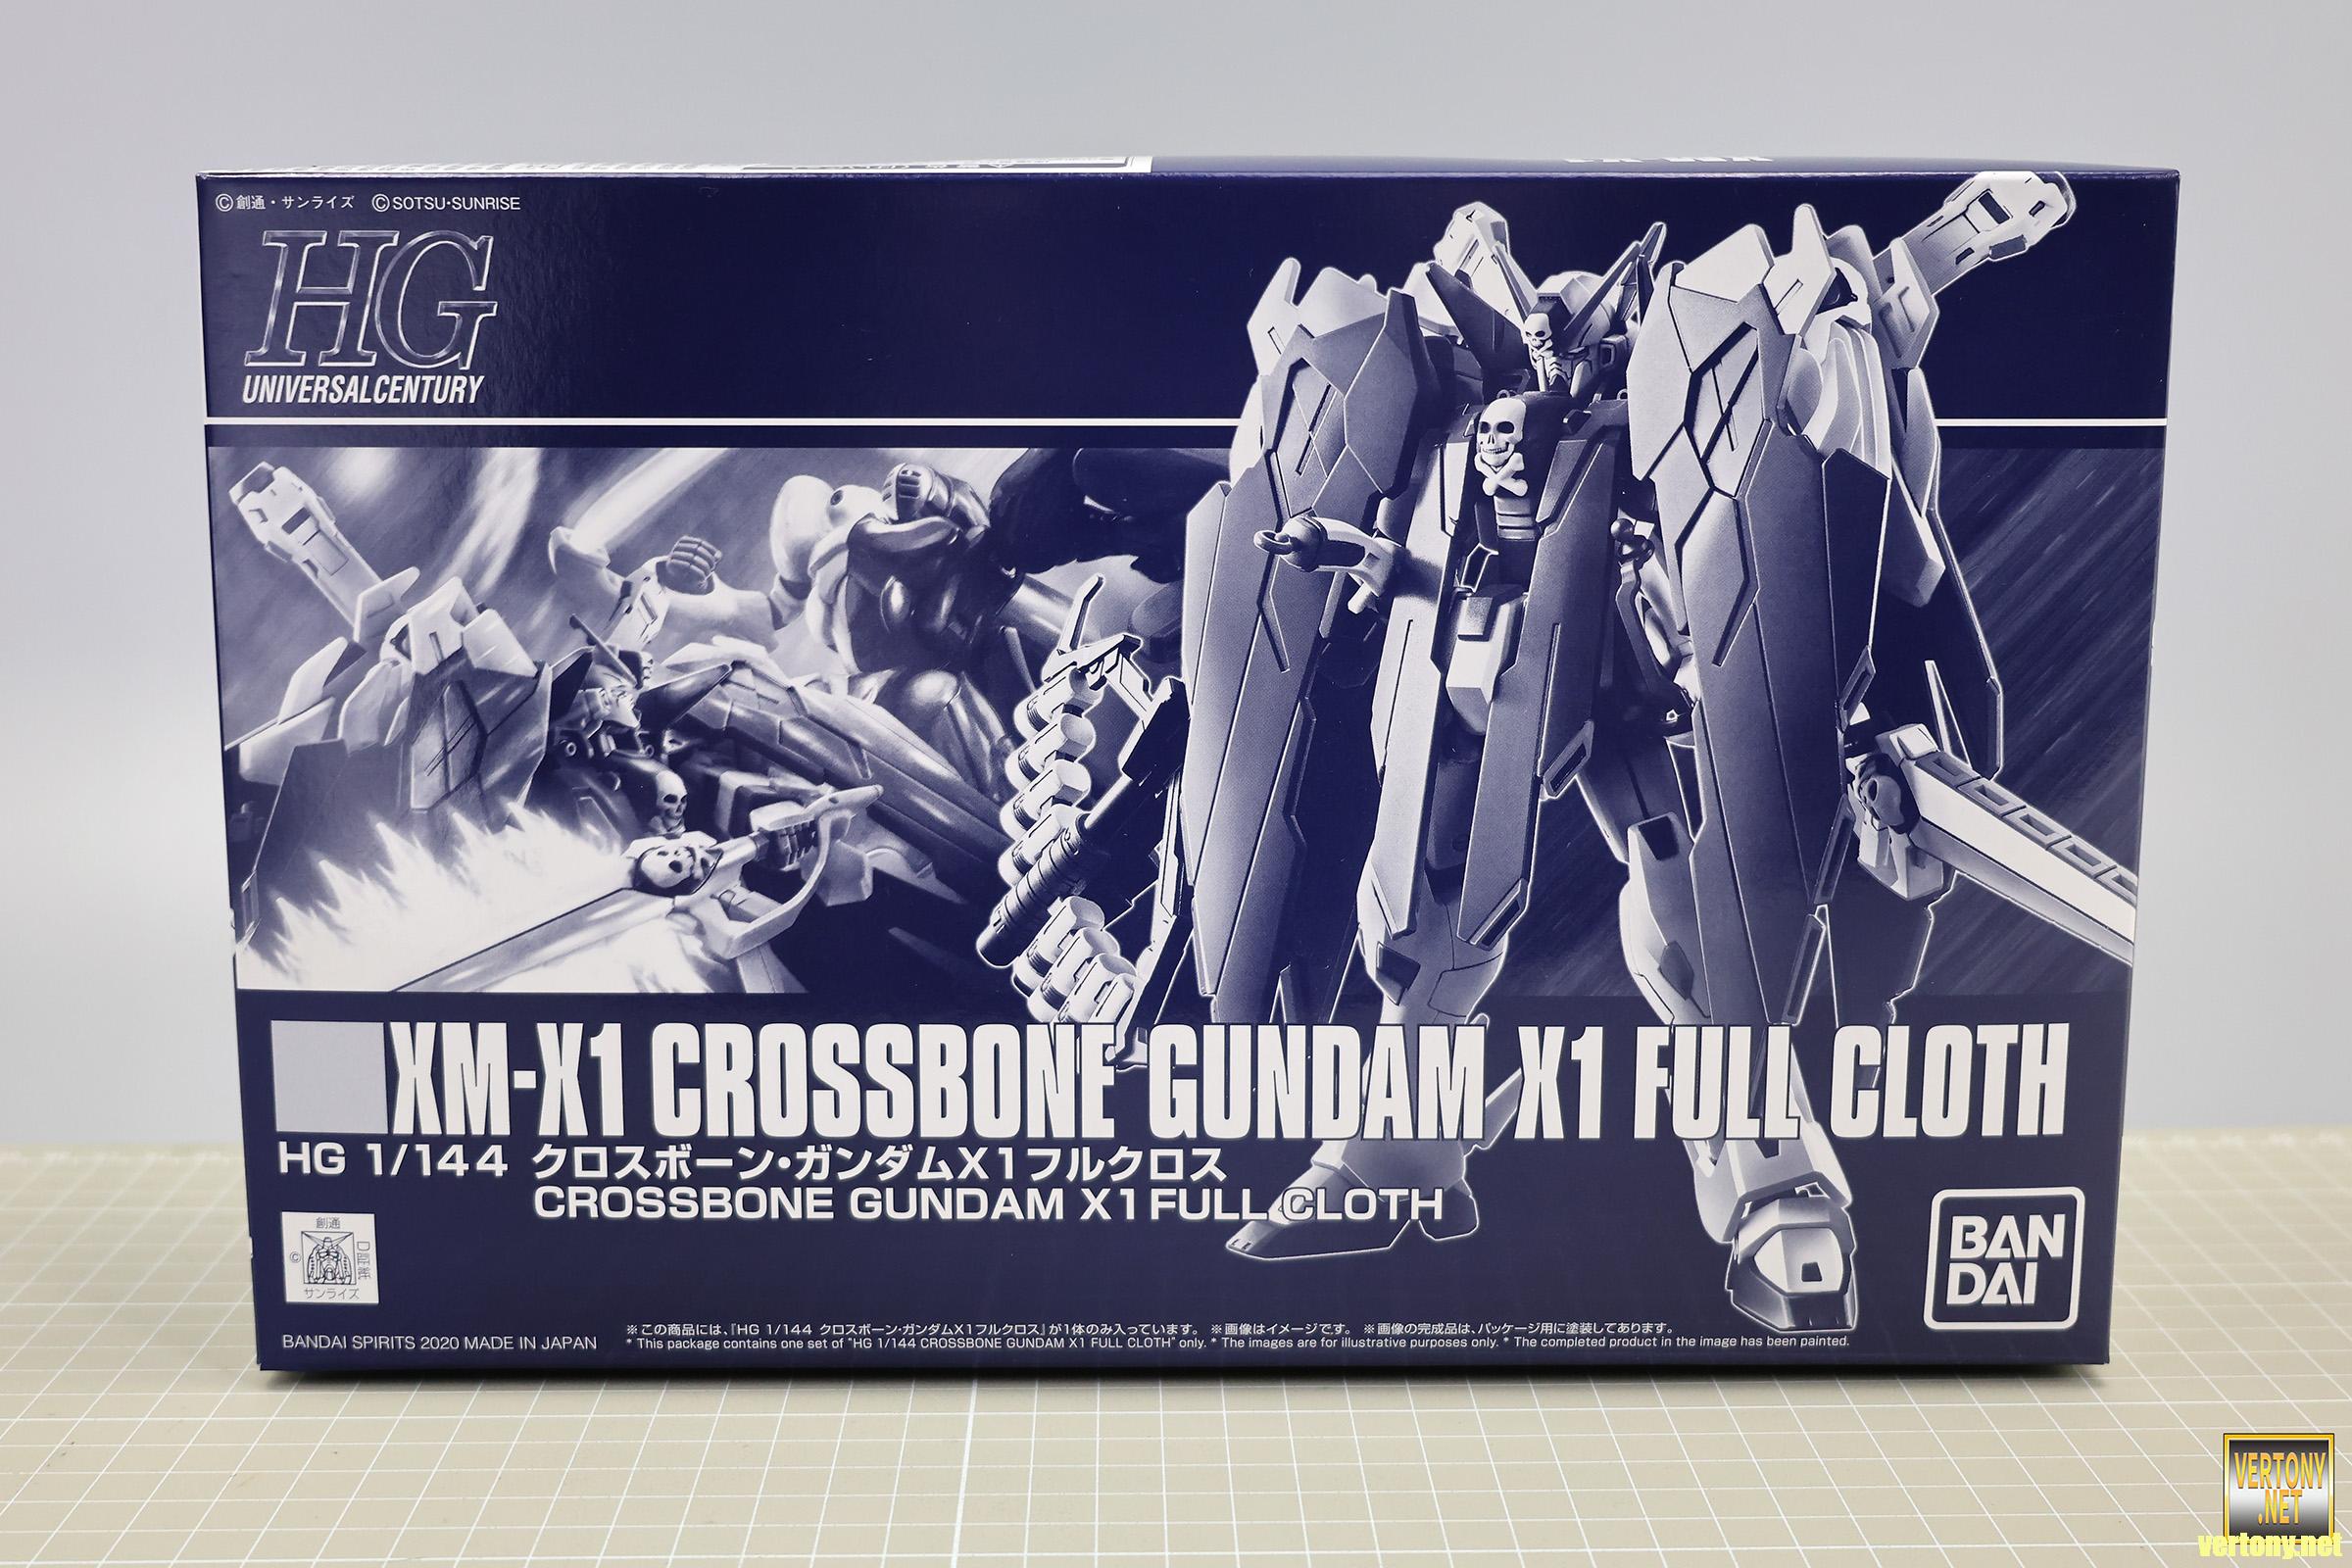 ©創通・サンライズ ©SOTSU・SUNRISE
HG
UNIVERSAL CENTURY
XM-X1 CROSSBONE GUNDAM X1 FULL CLOTH
HG 1/144 クロスボーン・ガンダムX1フルクロス
CROSSBONE GUNDAM X1 FULL CLOTH
創通
©
証紙
サンライズ
BAN
DAI
BANDAI SPIRITS 2020 MADE IN JAPAN
※この商品には、『HG 1/144 クロスボーン・ガンダムX1フルクロス』が1体のみ入っています。 ※画像はイメージです。 ※画像の完成品は、パッケージ用に塗装してあります。
* This package contains one set of "HG 1/144 CROSSBONE GUNDAM X1 FULL CLOTH" only. * The images are for illustrative purposes only. * The completed product in the image has been painted.
VERTONY
.NET
vertony.net